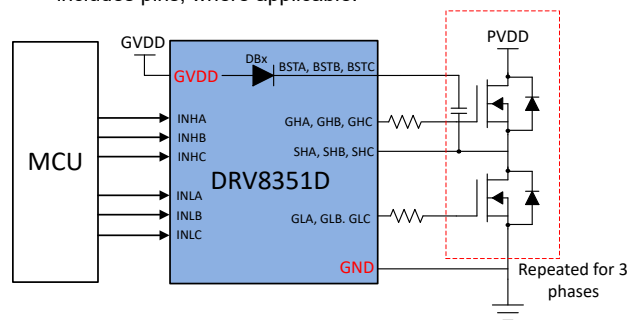 includes pins, where applicable.
GVDD
PVDD
DBx
GVDD
BSTA, BSTB, BSTC
INHA
GHA, GHB, GHC
INHB
INHC
SHA, SHB, SHC
MCU
DRV8351D
INLA
INLB
GLA, GLB. GLC
INLC
GND
Repeated for 3
phases